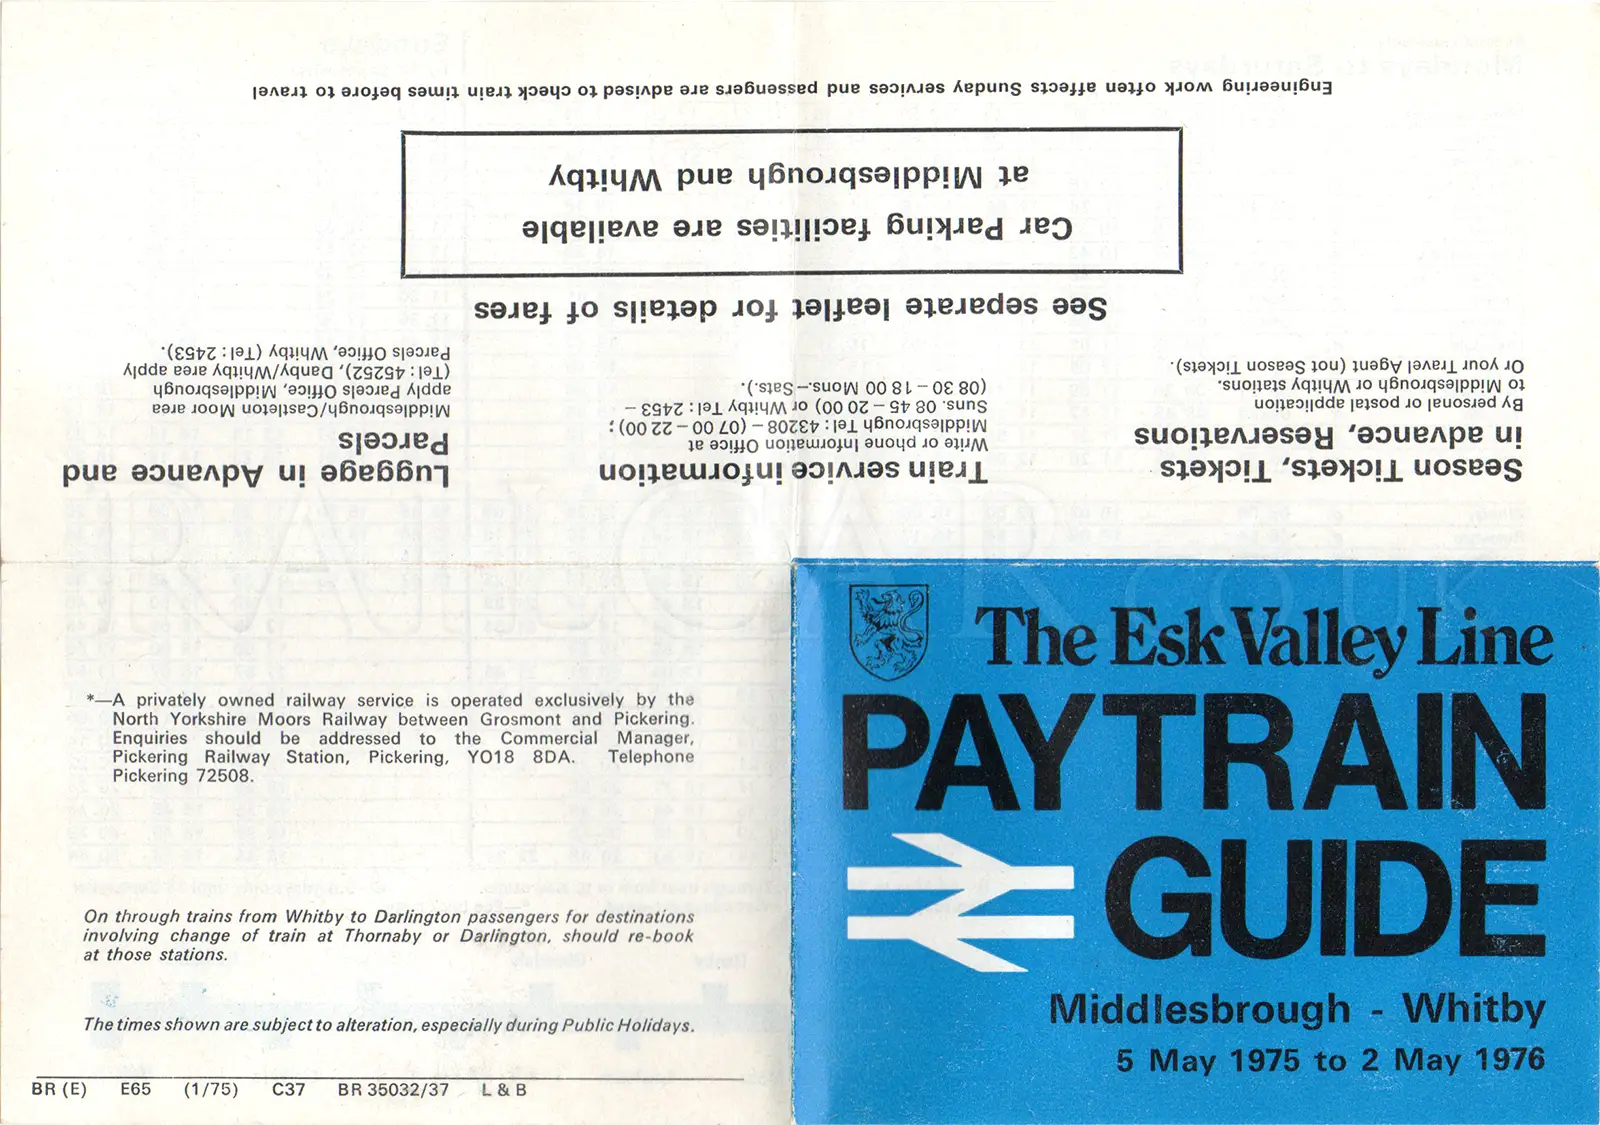 The Esk Valley Line
PAYTRAIN
GUIDE
Middlesbrough - Whitby
5 May 1975 to 2 May 1976
*—A privately owned railway service is operated exclusively by the
North Yorkshire Moors Railway between Grosmont and Pickering.
Enquiries should be addressed to the Commercial Manager,
Pickering Railway Station, Pickering, YO18 8DA. Telephone
Pickering 72508.
On through trains from Whitby to Darlington passengers for destinations
involving change of train at Thornaby or Darlington, should re-book
at those stations.
The times shown are subject to alteration, especially during Public Holidays.
BR (E) E65 (1/75) C37 BR 35032/37 L & B
Season Tickets, Tickets
in advance, Reservations
By personal or postal application
to Middlesbrough or Whitby stations.
Or your Travel Agent (not Season Tickets).
Train service information
Write or phone Information Office at
Middlesbrough Tel: 43208 – (07 00 – 22 00);
Suns. 08 45 – 20 00) or Whitby Tel: 2453 –
(08 30 – 18 00 Mons.–Sats.).
Luggage in Advance and
Parcels
Middlesbrough/Castleton Moor area
apply Parcels Office, Middlesbrough
(Tel: 45252), Danby/Whitby area apply
Parcels Office, Whitby (Tel: 2453).
See separate leaflet for details of fares
Car Parking facilities are available
at Middlesbrough and Whitby
Engineering work often affects Sunday services and passengers are advised to check train times before to travel
RAILCAR.co.uk